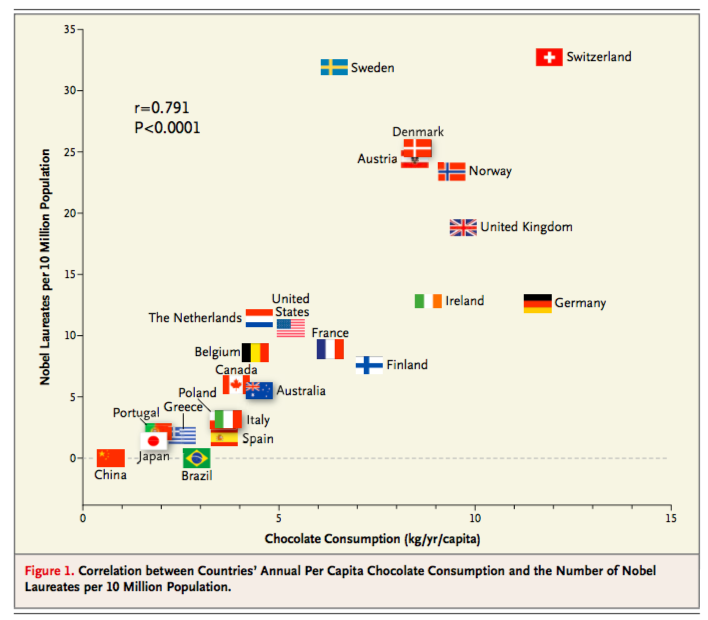 35
30
25
20
15
10
5
0
Nobel Laureates per 10 Million Population
r=0.791
P<0.0001
Sweden
Switzerland
Denmark
Austria
Norway
United Kingdom
Ireland
Germany
The Netherlands
United
States
France
Belgium
Finland
Canada
Australia
Poland
Portugal
Greece
Italy
Spain
Japan
China
Brazil
0
5
10
15
Chocolate Consumption (kg/yr/capita)
Figure 1. Correlation between Countries’ Annual Per Capita Chocolate Consumption and the Number of Nobel
Laureates per 10 Million Population.